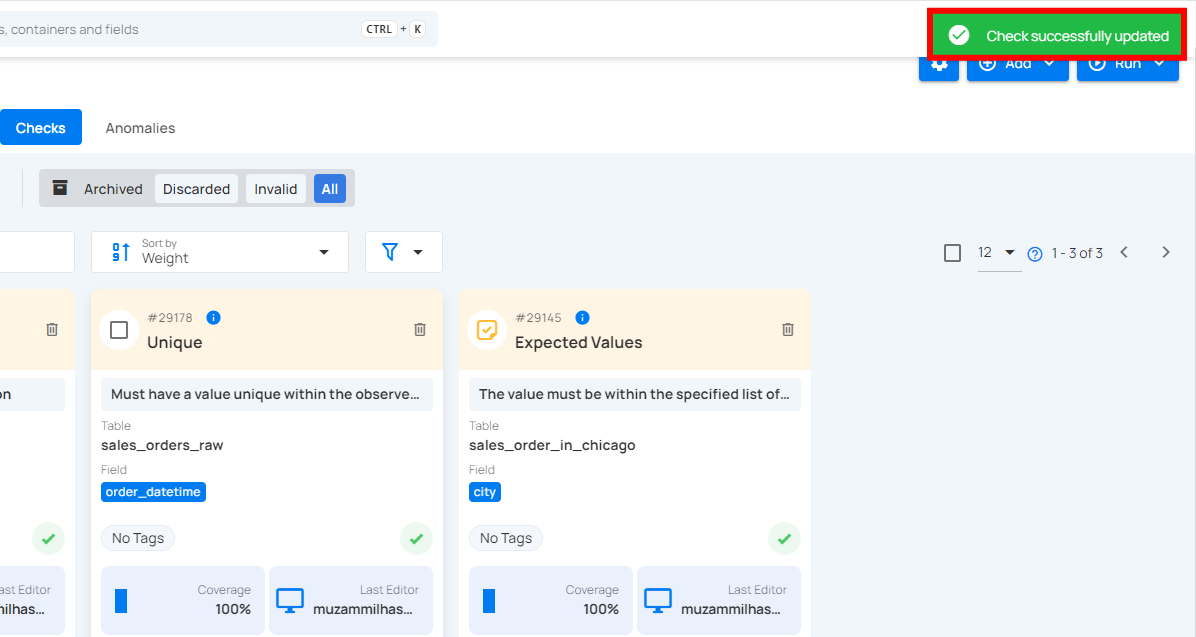 s, containers and fields
CTRL + K
Check successfully updated
Add
Run
Checks
Anomalies
Archived
Discarded
Invalid
All
Sort by
Weight
12
1 - 3 of 3
on
ast Editor
nilhas...
#29178
Unique
Must have a value unique within the observe...
Table
sales_orders_raw
Field
order_datetime
No Tags
Coverage
100%
Last Editor
muzammilhas...
#29145
Expected Values
The value must be within the specified list of...
Table
sales_order_in_chicago
Field
city
No Tags
Coverage
100%
Last Editor
muzammilhas...